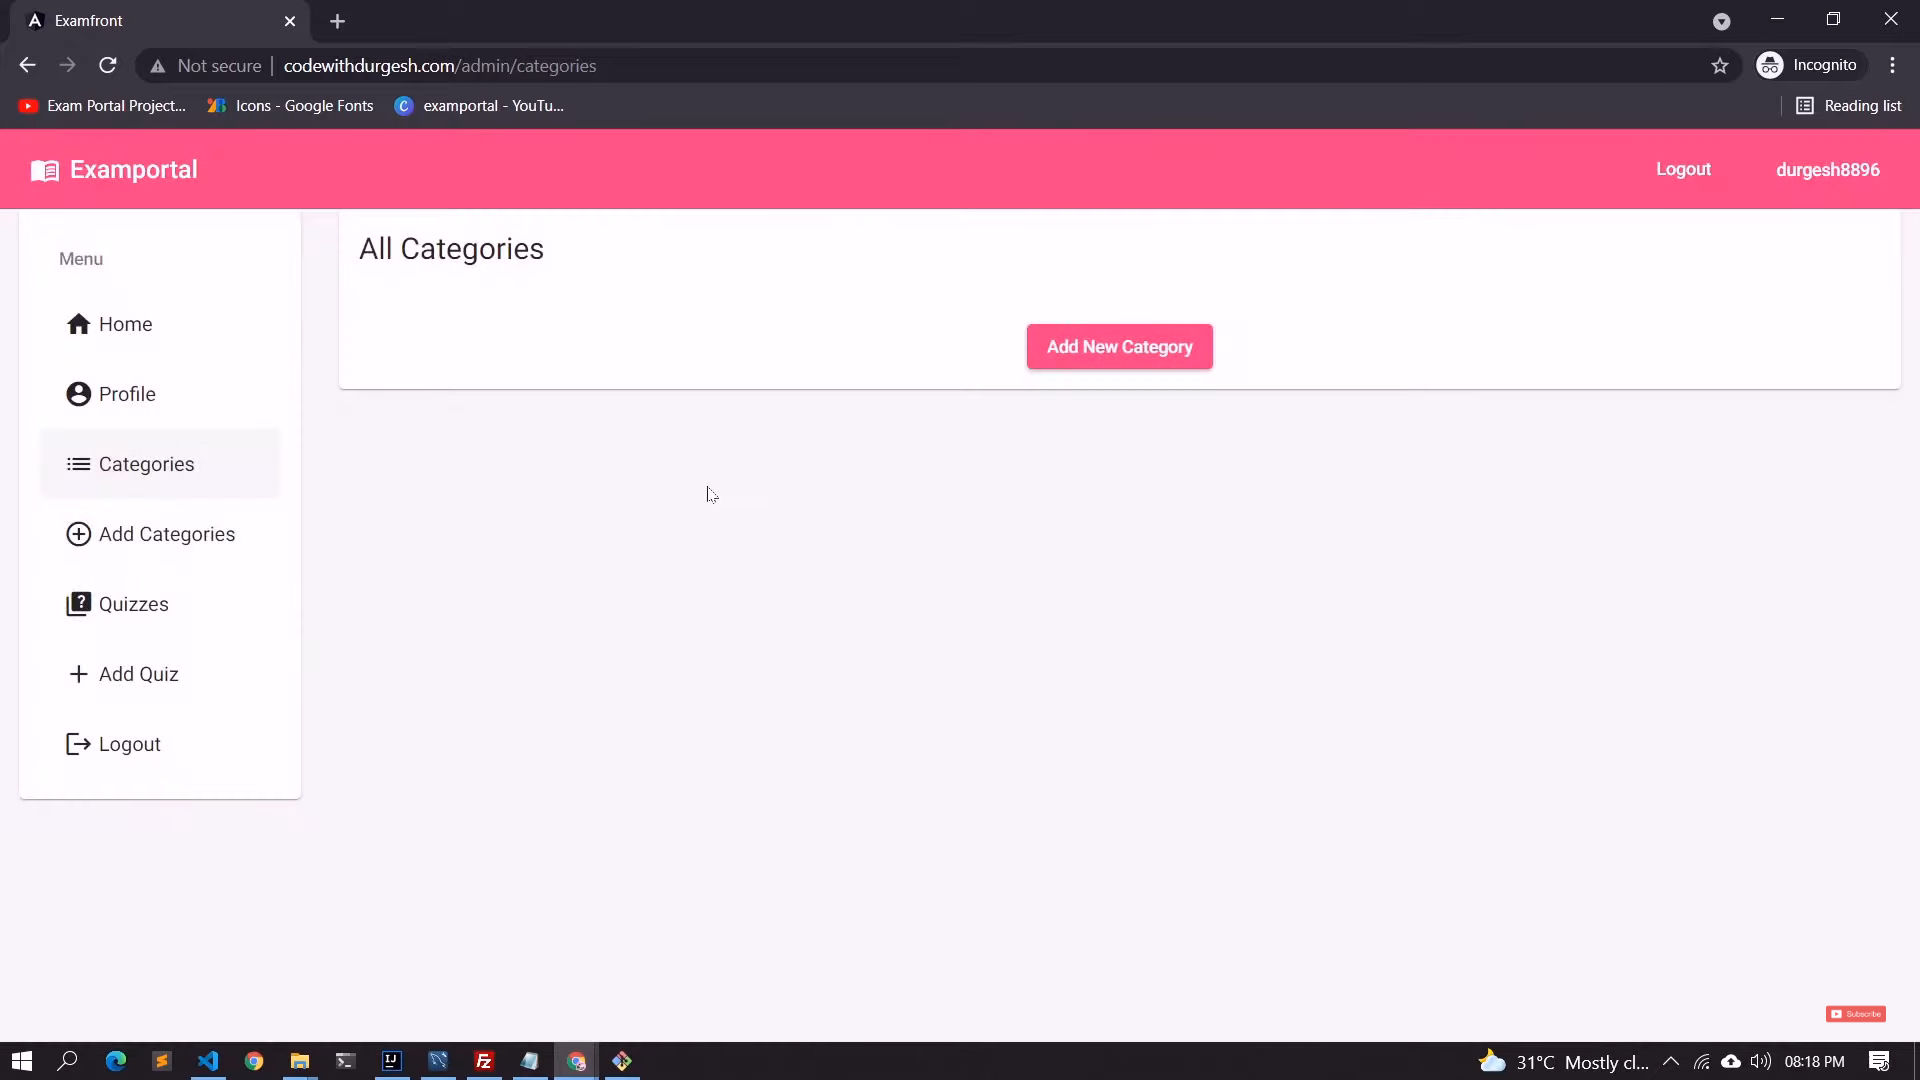 Examfront
Not secure codewithdurgesh.com/admin/categories
Incognito
Exam Portal Project...
Icons - Google Fonts
examportal - YouTu...
Reading list
Examportal
Logout
durgesh8896
Menu
Home
Profile
Categories
Add Categories
Quizzes
Add Quiz
Logout
All Categories
Add New Category
Subscribe
31°C Mostly cl...
08:18 PM